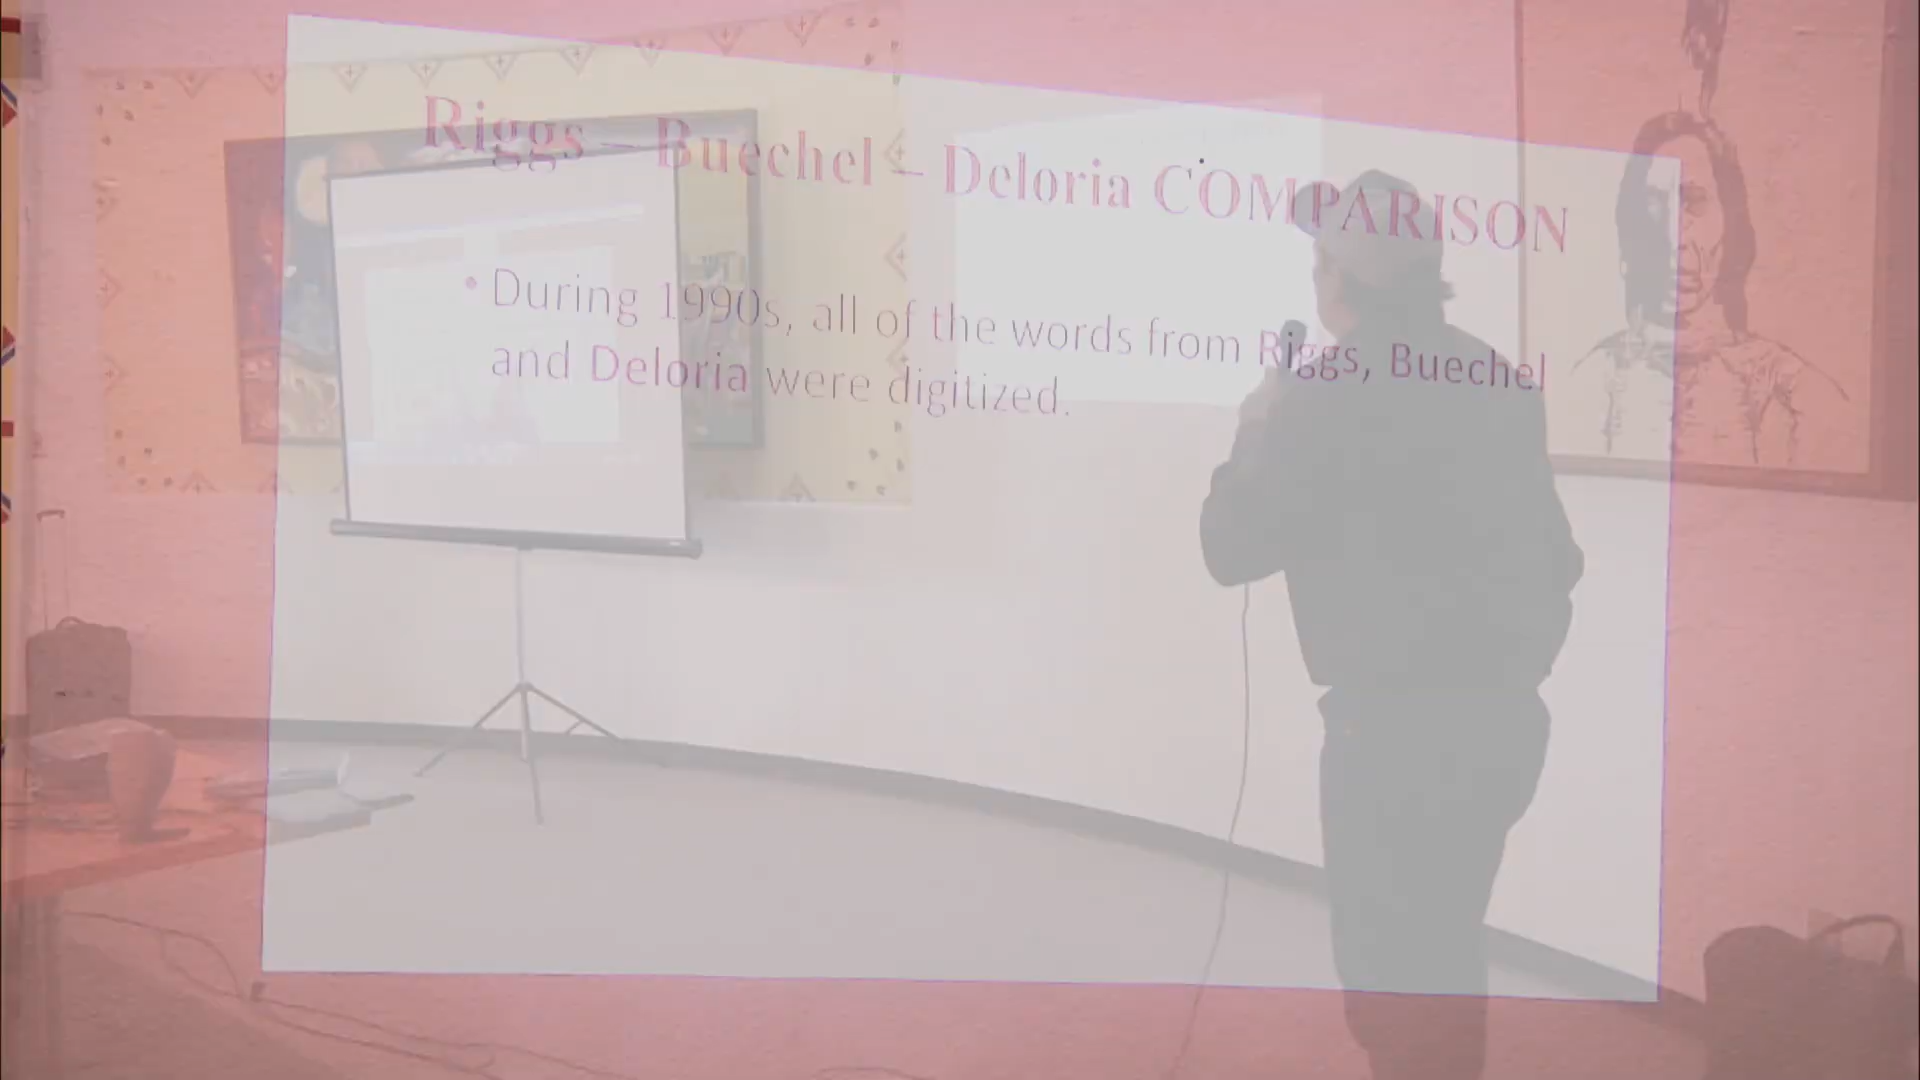 Riggs – Buechel – Deloria COMPARISON
• During 1990s, all of the words from Riggs, Buechel
and Deloria were digitized.